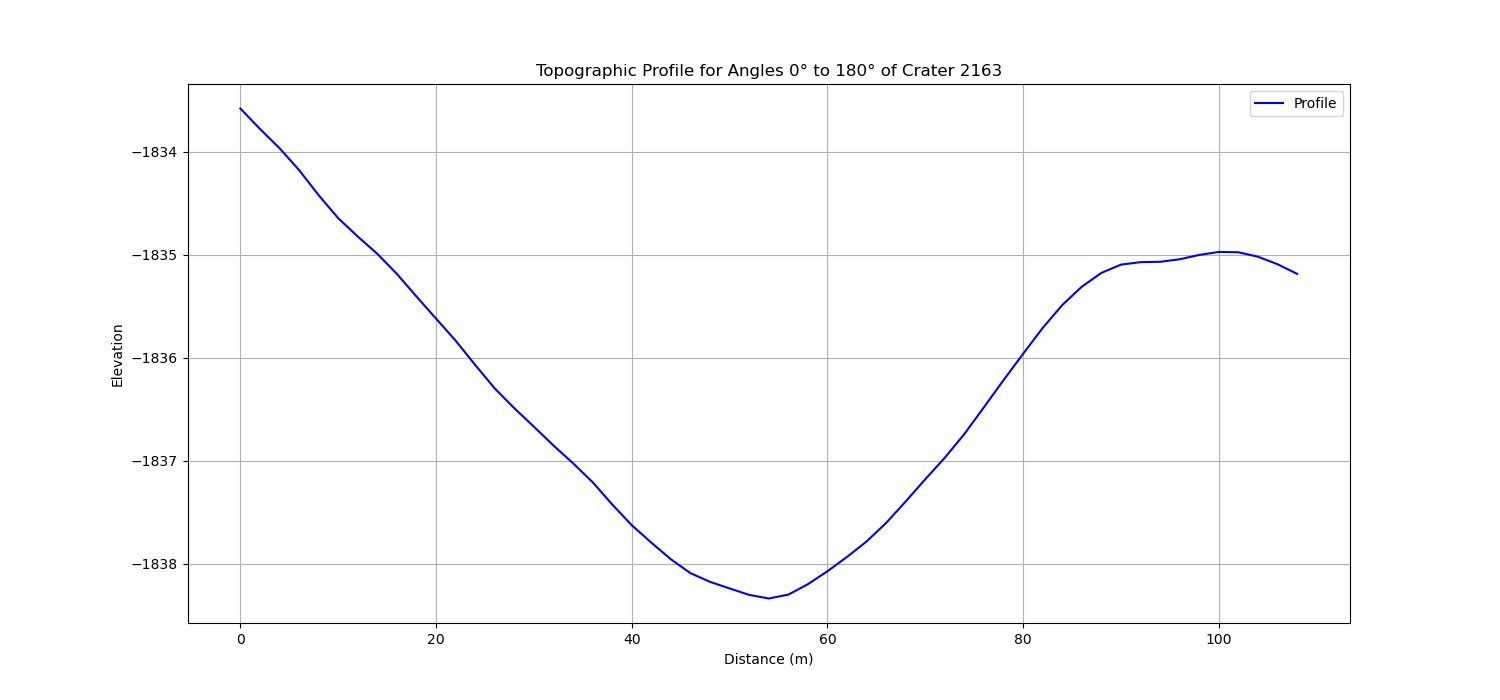 Topographic Profile for Angles 0° to 180° of Crater 2163
Profile
−1834
−1835
−1836
−1837
−1838
Elevation
0 20 40 60 80 100
Distance (m)